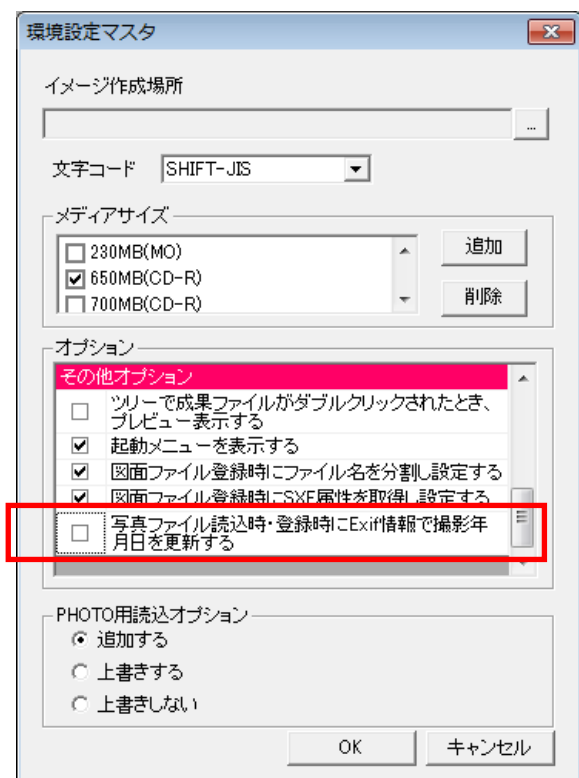 環境設定マスタ
イメージ作成場所
...
文字コード SHIFT-JIS
メディアサイズ
230MB(MO)
650MB(CD-R)
700MB(CD-R)
追加
削除
オプション
その他オプション
ツリーで成果ファイルがダブルクリックされたとき、
プレビュー表示する
起動メニューを表示する
図面ファイル登録時にファイル名を分割し設定する
図面ファイル登録時にSXF属性を取得し設定する
写真ファイル読込時・登録時にExif情報で撮影年
月日を更新する
PHOTO用読込オプション
追加する
上書きする
上書きしない
OK キャンセル